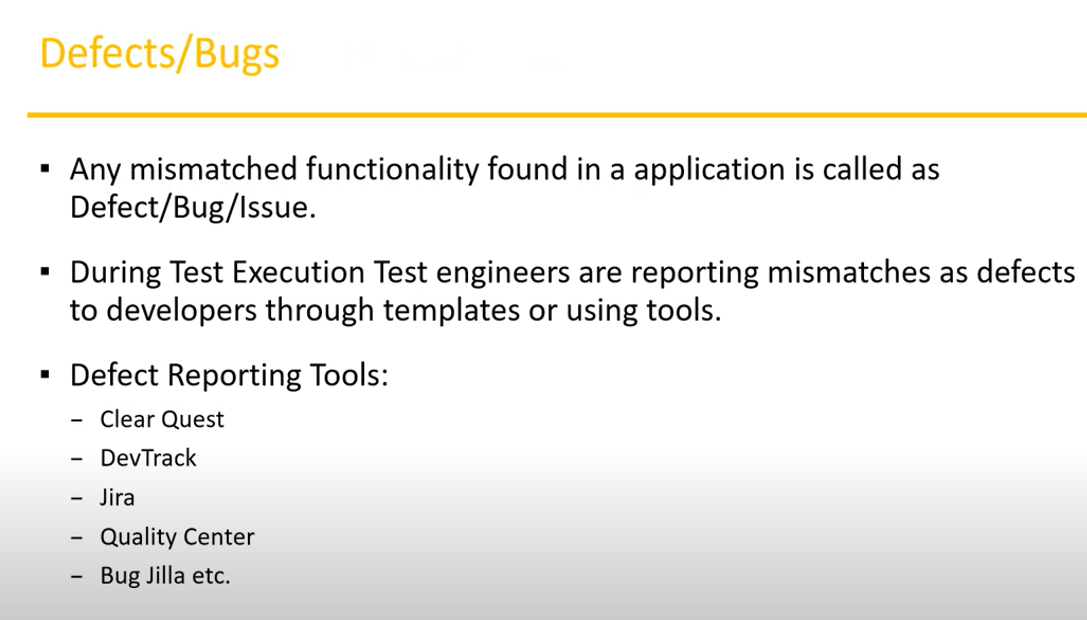 Defects/Bugs
▪ Any mismatched functionality found in a application is called as
Defect/Bug/Issue.
▪ During Test Execution Test engineers are reporting mismatches as defects
to developers through templates or using tools.
▪ Defect Reporting Tools:
– Clear Quest
– DevTrack
– Jira
– Quality Center
– Bug Jilla etc.